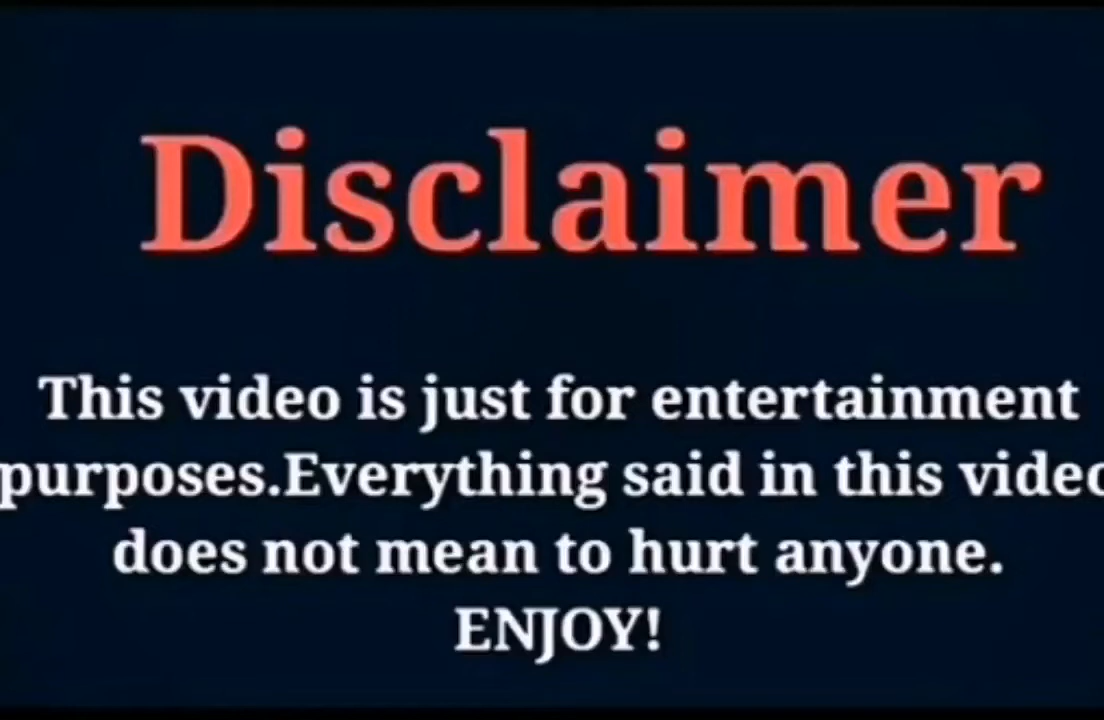 Disclaimer
This video is just for entertainment
purposes.Everything said in this video
does not mean to hurt anyone.
ENJOY!